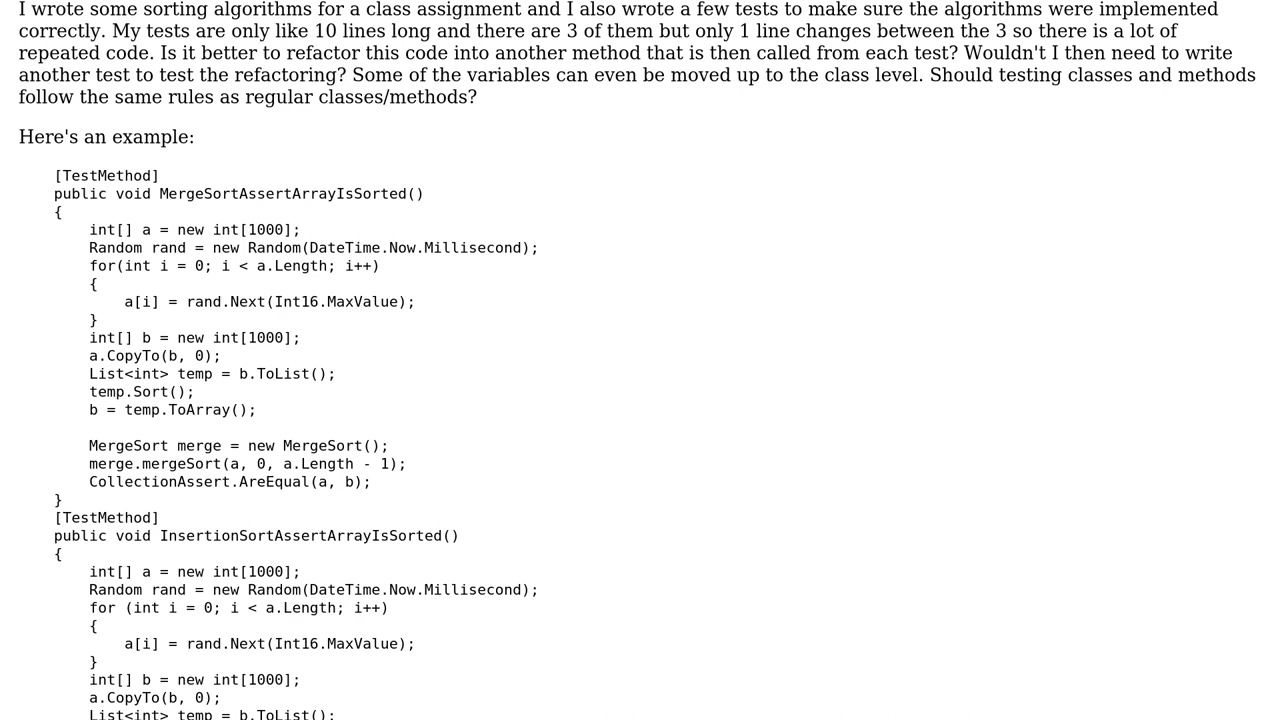 I wrote some sorting algorithms for a class assignment and I also wrote a few tests to make sure the algorithms were implemented
correctly. My tests are only like 10 lines long and there are 3 of them but only 1 line changes between the 3 so there is a lot of
repeated code. Is it better to refactor this code into another method that is then called from each test? Wouldn't I then need to write
another test to test the refactoring? Some of the variables can even be moved up to the class level. Should testing classes and methods
follow the same rules as regular classes/methods?

Here's an example:

    [TestMethod]
    public void MergeSortAssertArrayIsSorted()
    {
        int[] a = new int[1000];
        Random rand = new Random(DateTime.Now.Millisecond);
        for(int i = 0; i < a.Length; i++)
        {
            a[i] = rand.Next(Int16.MaxValue);
        }
        int[] b = new int[1000];
        a.CopyTo(b, 0);
        List<int> temp = b.ToList();
        temp.Sort();
        b = temp.ToArray();

        MergeSort merge = new MergeSort();
        merge.mergeSort(a, 0, a.Length - 1);
        CollectionAssert.AreEqual(a, b);
    }
    [TestMethod]
    public void InsertionSortAssertArrayIsSorted()
    {
        int[] a = new int[1000];
        Random rand = new Random(DateTime.Now.Millisecond);
        for (int i = 0; i < a.Length; i++)
        {
            a[i] = rand.Next(Int16.MaxValue);
        }
        int[] b = new int[1000];
        a.CopyTo(b, 0);
        List<int> temp = b.ToList();